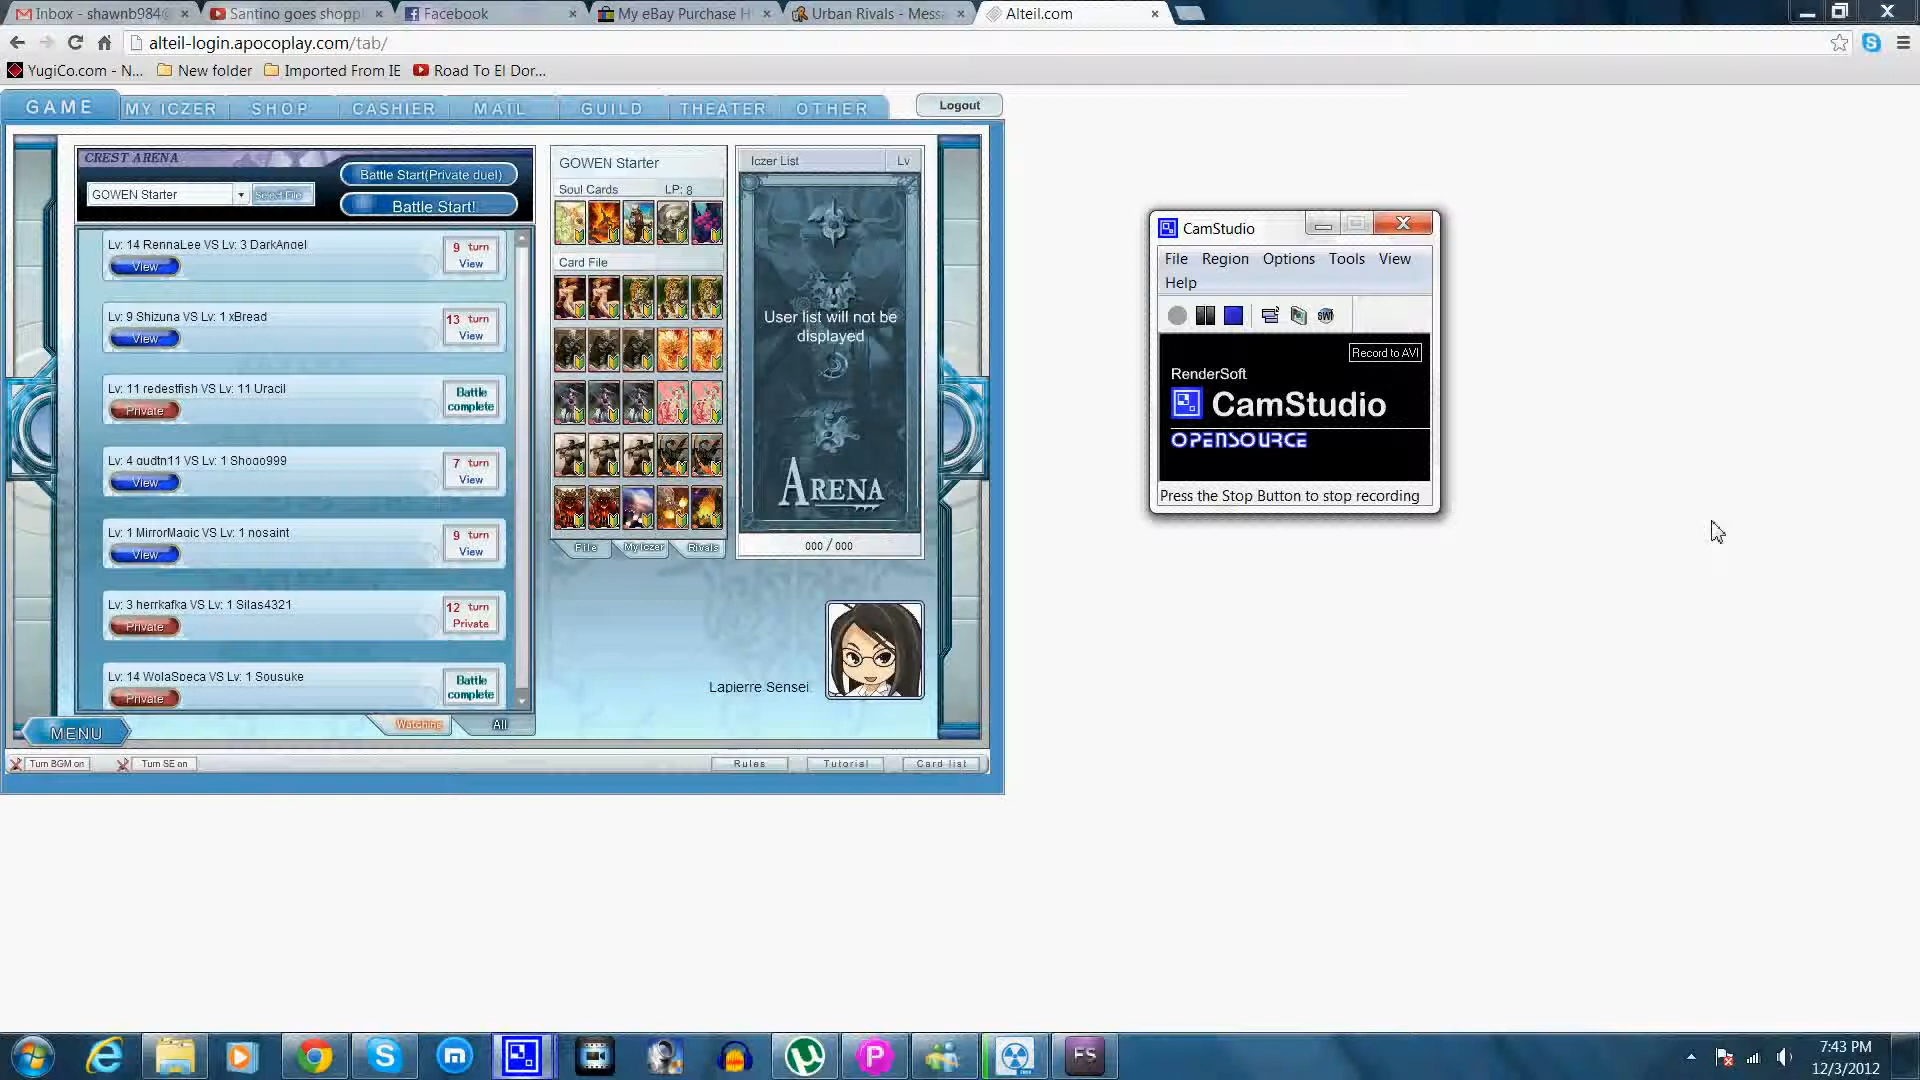 Inbox - shawnb984@
Santino goes shoppi
Facebook
My eBay Purchase H
Urban Rivals - Messa
Alteil.com
alteil-login.apocoplay.com/tab/
YugiCo.com - N...
New folder
Imported From IE
Road To El Dor...
GAME
MY ICZER
SHOP
CASHIER
MAIL
GUILD
THEATER
OTHER
Logout
CREST ARENA
GOWEN Starter
Select File
Battle Start(Private duel)
Battle Start!
Lv: 14 RennaLee VS Lv: 3 DarkAngel
View
9 turn
View
Lv: 9 Shizuna VS Lv: 1 xBread
View
13 turn
View
Lv: 11 redestfish VS Lv: 11 Uracil
Private
Battle
complete
Lv: 4 gudtn11 VS Lv: 1 Shogo999
View
7 turn
View
Lv: 1 MirrorMagic VS Lv: 1 nosaint
View
9 turn
View
Lv: 3 herrkafka VS Lv: 1 Silas4321
Private
12 turn
Private
Lv: 14 WolaSpeca VS Lv: 1 Sousuke
Private
Battle
complete
Watching
All
MENU
GOWEN Starter
Soul Cards
LP: 8
Card File
File
My Iczer
Rivals
Iczer List
Lv
User list will not be
displayed
ARENA
000 / 000
Lapierre Sensei
Turn BGM on
Turn SE on
Rules
Tutorial
Card list
CamStudio
File
Region
Options
Tools
View
Help
SWF
Record to AVI
RenderSoft
CamStudio
OPENSOURCE
Press the Stop Button to stop recording
FS
7:43 PM
12/3/2012